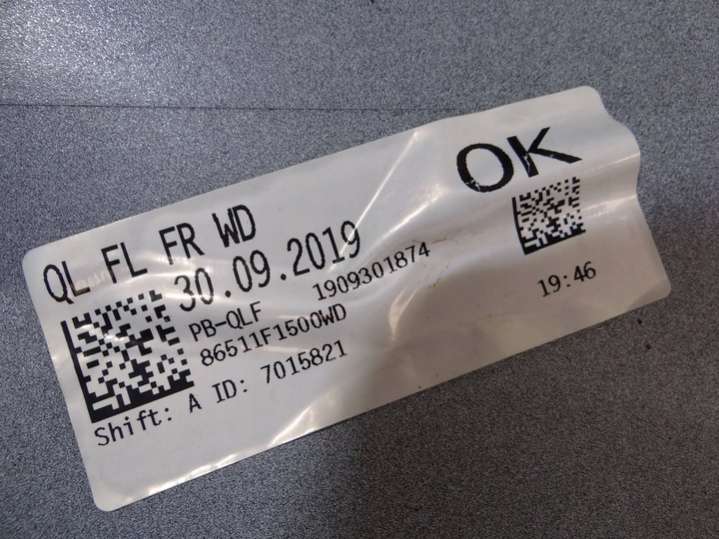 OK
QL FL FR WD
30.09.2019
PB-QLF 1909301874
86511F1500WD
19:46
Shift: A ID: 7015821